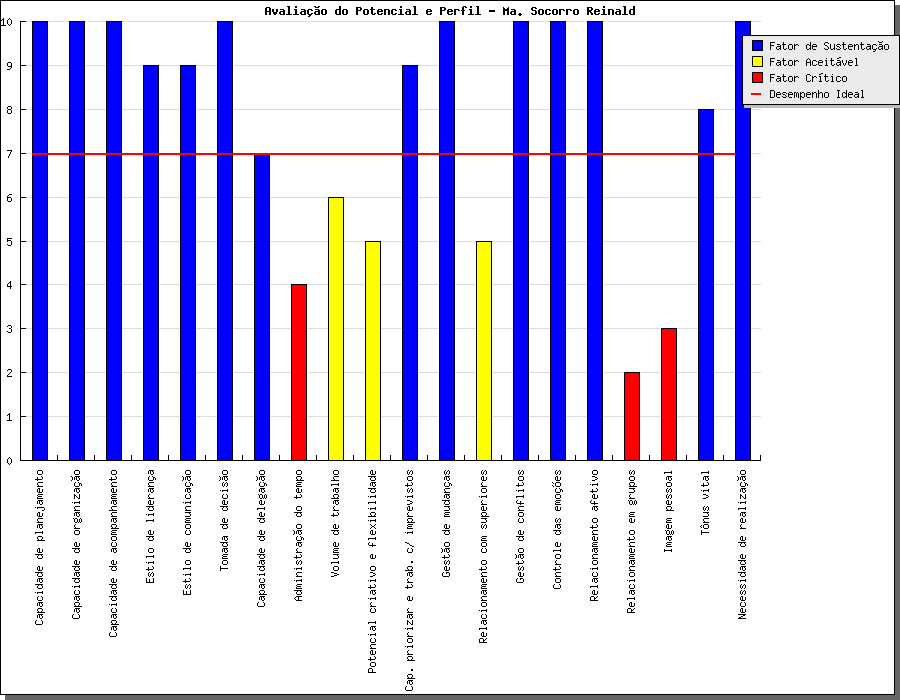 Avaliação do Potencial e Perfil - Ma. Socorro Reinald
Fator de Sustentação
Fator Aceitável
Fator Crítico
Desempenho Ideal
10
9
8
7
6
5
4
3
2
1
0
Capacidade de planejamento
Capacidade de organização
Capacidade de acompanhamento
Estilo de liderança
Estilo de comunicação
Tomada de decisão
Capacidade de delegação
Administração do tempo
Volume de trabalho
Potencial criativo e flexibilidade
Cap. priorizar e trab. c/ imprevistos
Gestão de mudanças
Relacionamento com superiores
Gestão de conflitos
Controle das emoções
Relacionamento afetivo
Relacionamento em grupos
Imagem pessoal
Tônus vital
Necessidade de realização